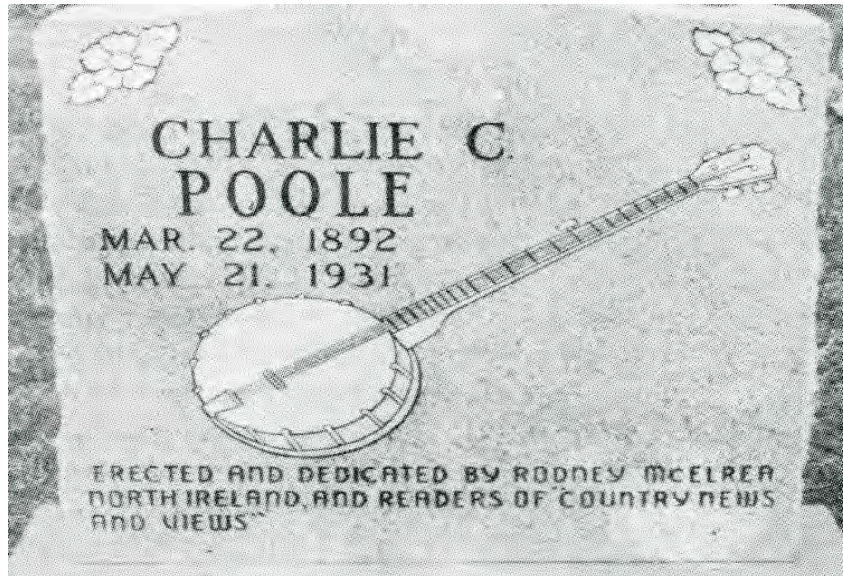 CHARLIE C.
POOLE
MAR. 22, 1892
MAY 21, 1931
ERECTED AND DEDICATED BY RODNEY McELREA
NORTH IRELAND, AND READERS OF "COUNTRY NEWS
AND VIEWS"